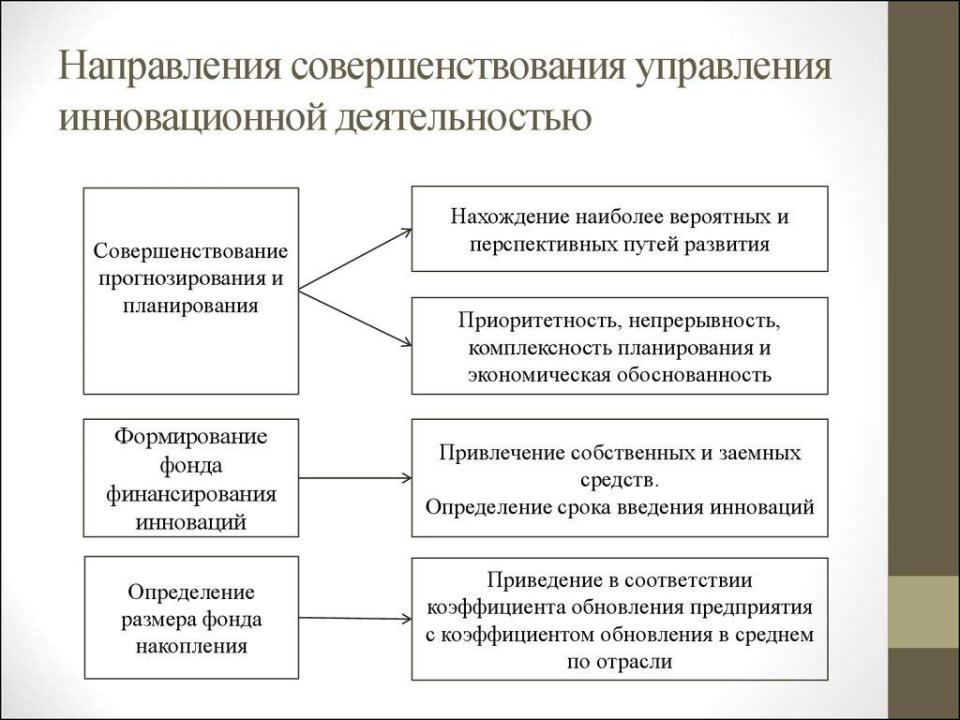 Направления совершенствования управления
инновационной деятельностью
Совершенствование
прогнозирования и
планирования
Нахождение наиболее вероятных и
перспективных путей развития
Приоритетность, непрерывность,
комплексность планирования и
экономическая обоснованность
Формирование
фонда
финансирования
инноваций
Привлечение собственных и заемных
средств.
Определение срока введения инноваций
Определение
размера фонда
накопления
Приведение в соответствии
коэффициента обновления предприятия
с коэффициентом обновления в среднем
по отрасли